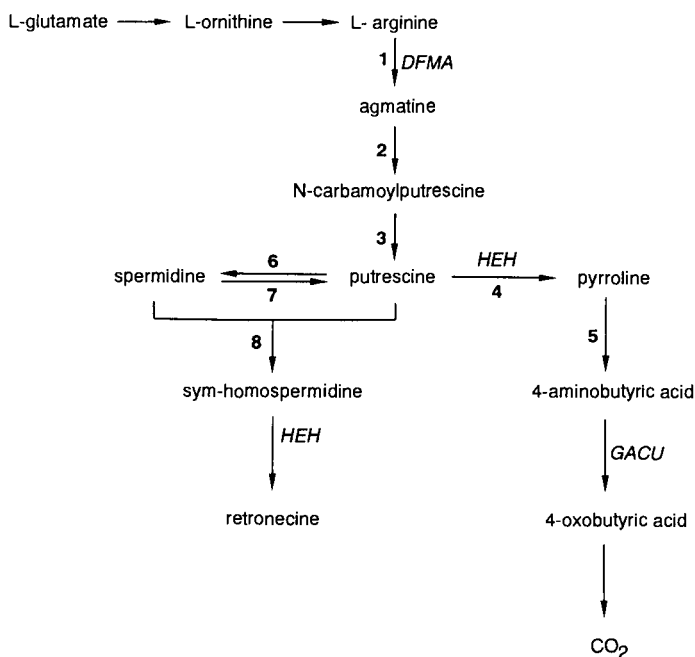 L-glutamate L-ornithine L- arginine
1 DFMA
agmatine
2
N-carbamoylputrescine
3
6 HEH
spermidine putrescine pyrroline
7 4
5
8
sym-homospermidine 4-aminobutyric acid
HEH GACU
retronecine 4-oxobutyric acid
CO2